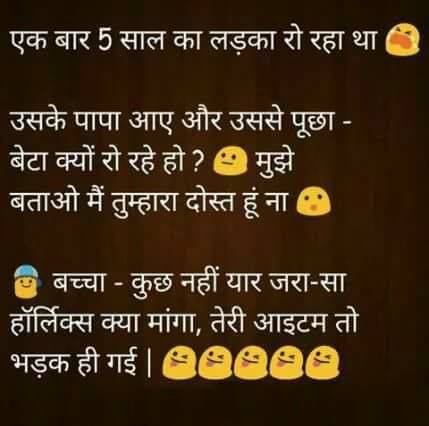 एक बार 5 साल का लड़का रो रहा था 😭
उसके पापा आए और उससे पूछा -
बेटा क्यों रो रहे हो ? 😐 मुझे
बताओ मैं तुम्हारा दोस्त हूं ना 😮
बच्चा - कुछ नहीं यार जरा-सा
हॉर्लिक्स क्या मांगा, तेरी आइटम तो
भड़क ही गई | 😜😜😜😜😜